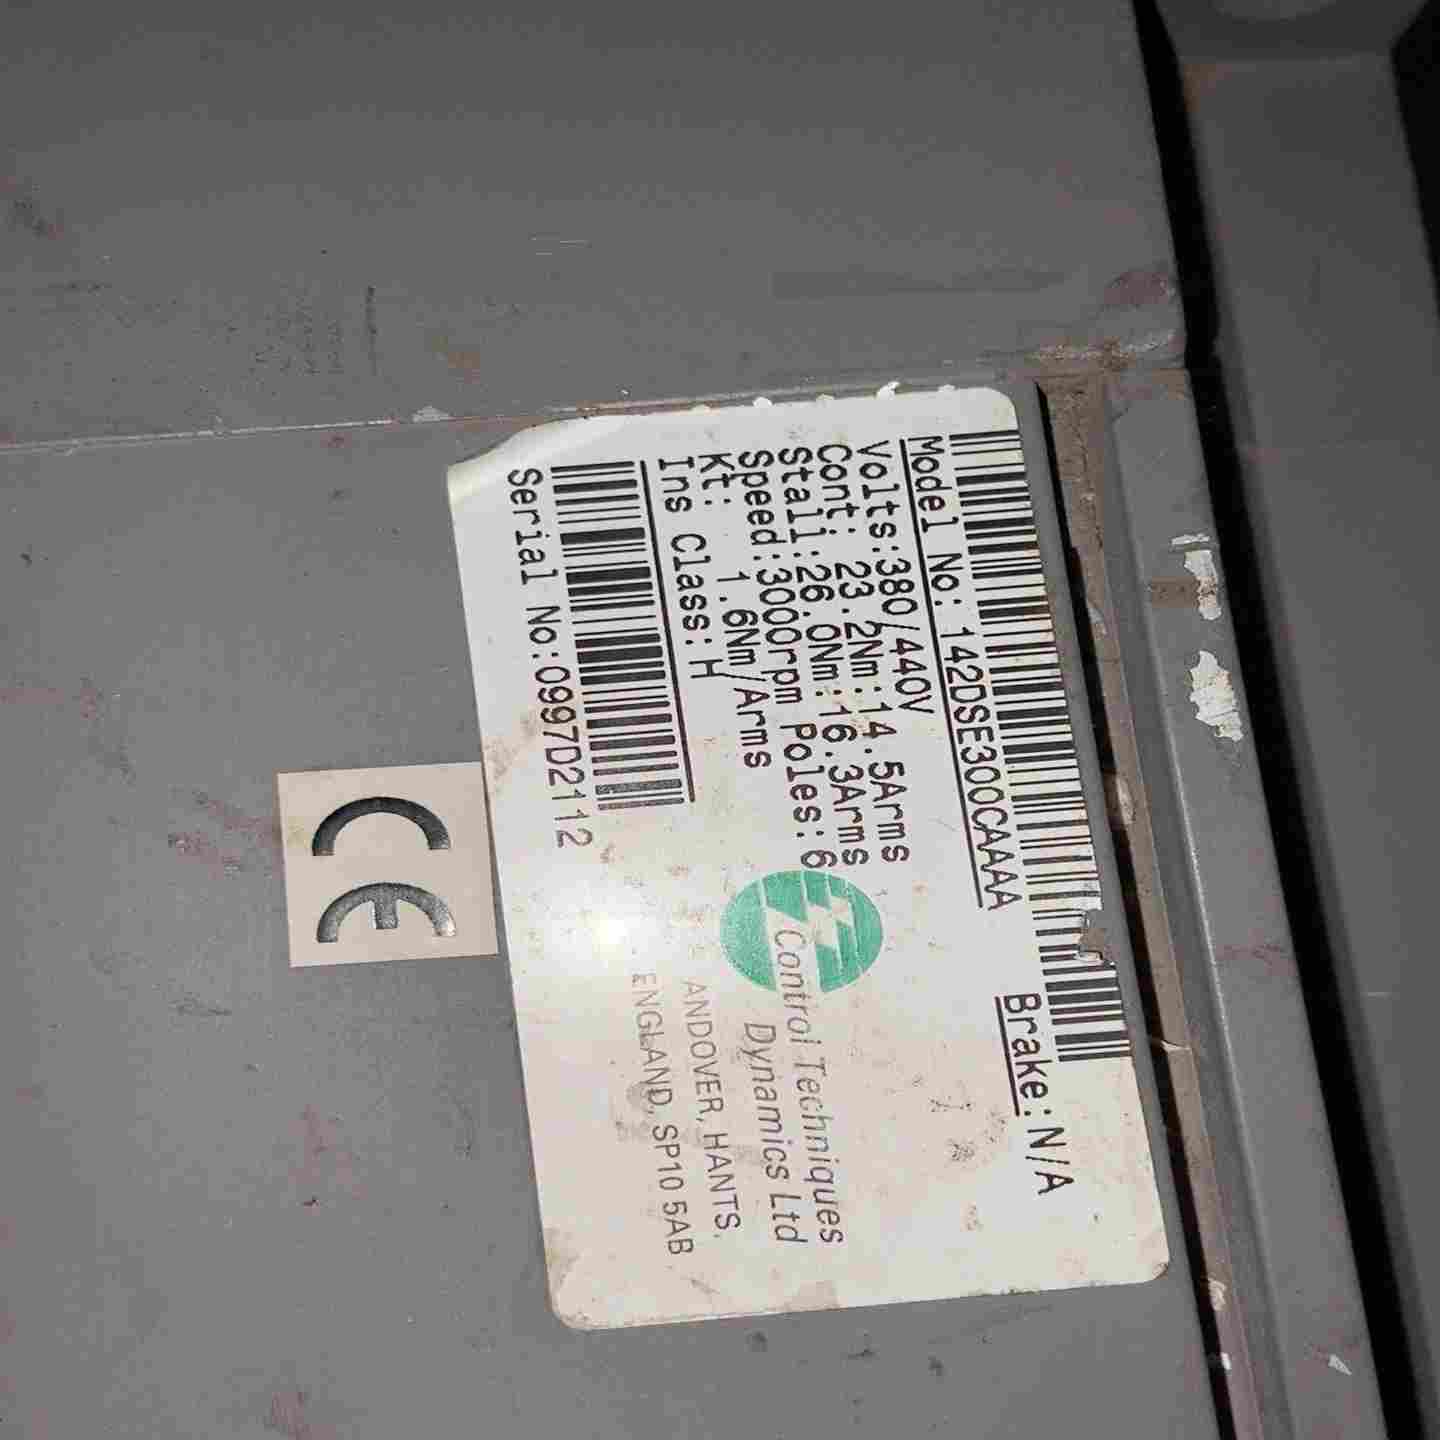 Model No: 142DSE300CAAAA Brake: N/A
Volts:380/440V
Cont: 23.2Nm:14.5Arms
Stall:26.0Nm:16.3Arms
Speed:3000rpm Poles:6
Kt: 1.6Nm/Arms
Ins Class: H
Serial No:0997D2112
Control Techniques
Dynamics Ltd
ANDOVER, HANTS.
ENGLAND, SP10 5AB
CE